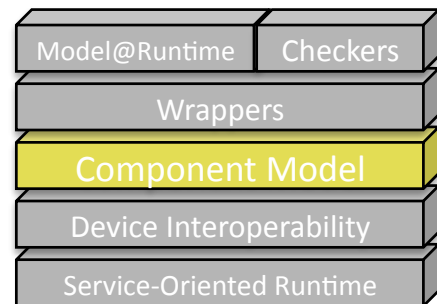 Model@Runtime Checkers
Wrappers
Component Model
Device Interoperability
Service-Oriented Runtime